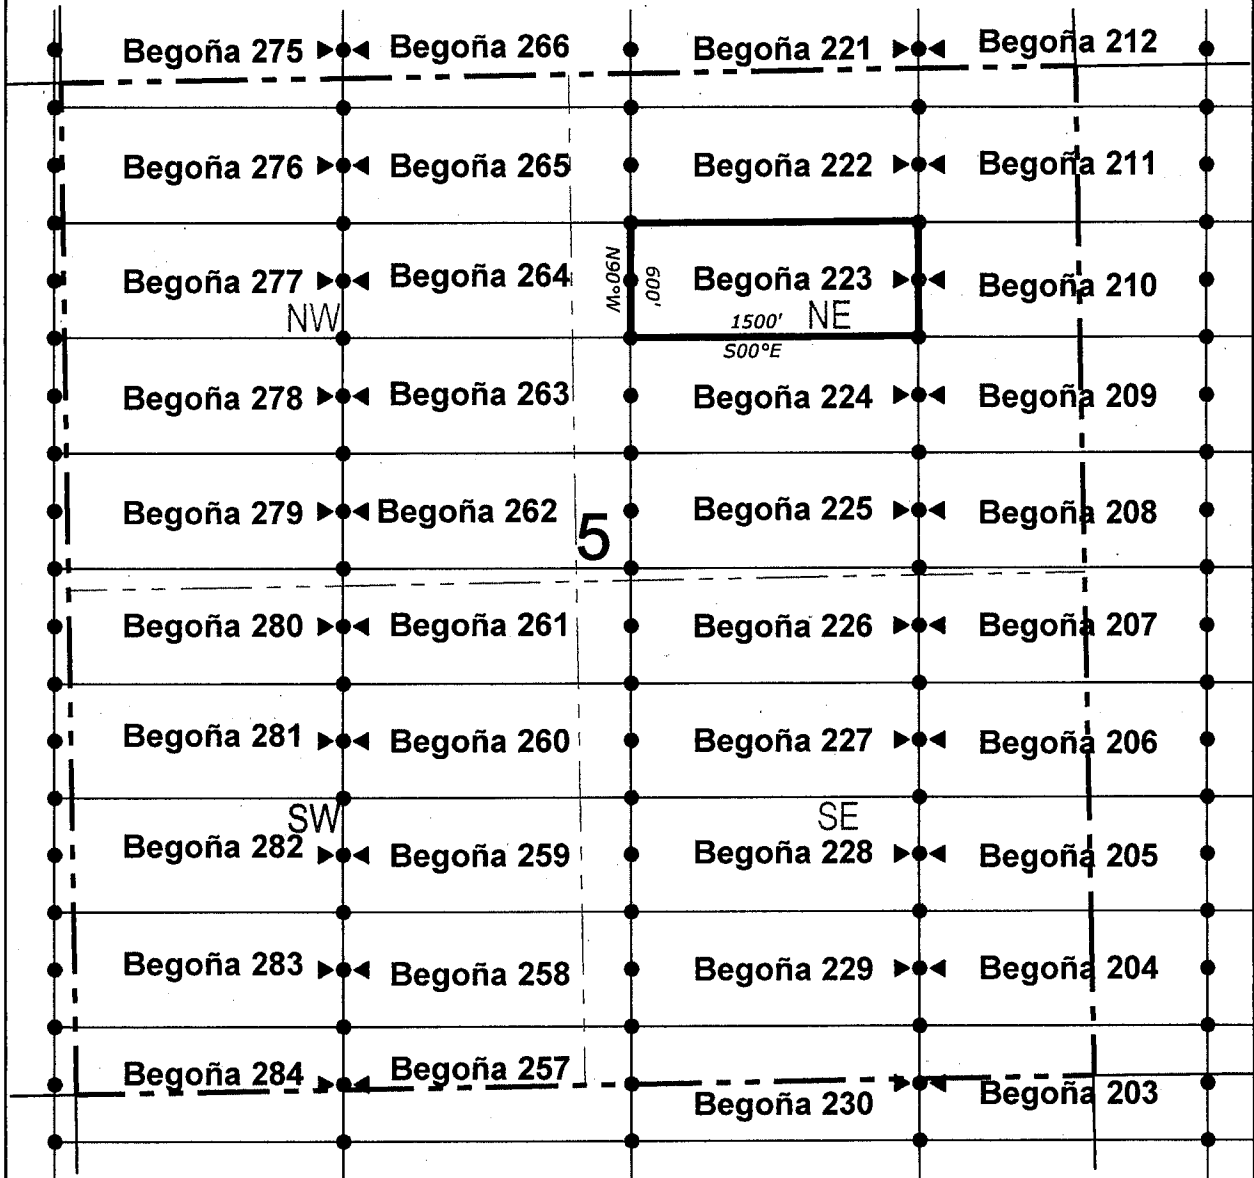 Begoña 275 Begoña 266 Begoña 221 Begoña 212
Begoña 276 Begoña 265 Begoña 222 Begoña 211
Begoña 277 Begoña 264 N90°W 600' Begoña 223 Begoña 210
NW 1500' NE
S00°E
Begoña 278 Begoña 263 Begoña 224 Begoña 209
Begoña 279 Begoña 262 Begoña 225 Begoña 208
5
Begoña 280 Begoña 261 Begoña 226 Begoña 207
Begoña 281 Begoña 260 Begoña 227 Begoña 206
SW SE
Begoña 282 Begoña 259 Begoña 228 Begoña 205
Begoña 283 Begoña 258 Begoña 229 Begoña 204
Begoña 284 Begoña 257 Begoña 230 Begoña 203